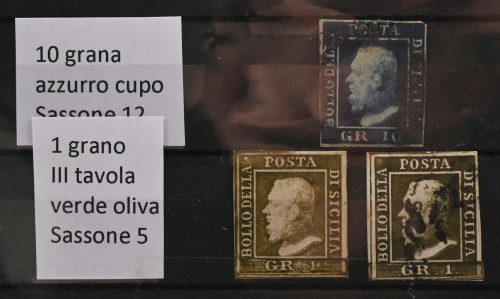 10 grana
azzurro cupo
Sassone 12
1 grano
III tavola
verde oliva
Sassone 5
POSTA
BOLLO DELLA
DI SICILIA
GR. 10
POSTA
BOLLO DELLA
DI SICILIA
GR. 1.
POSTA
BOLLO DELLA
DI SICILIA
GR. 1.